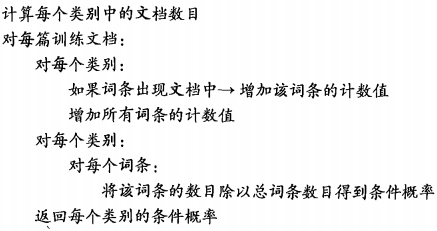 计算每个类别中的文档数目
对每篇训练文档：
对每个类别：
如果词条出现文档中→增加该词条的计数值
增加所有词条的计数值
对每个类别：
对每个词条：
将该词条的数目除以总词条数目得到条件概率
返回每个类别的条件概率